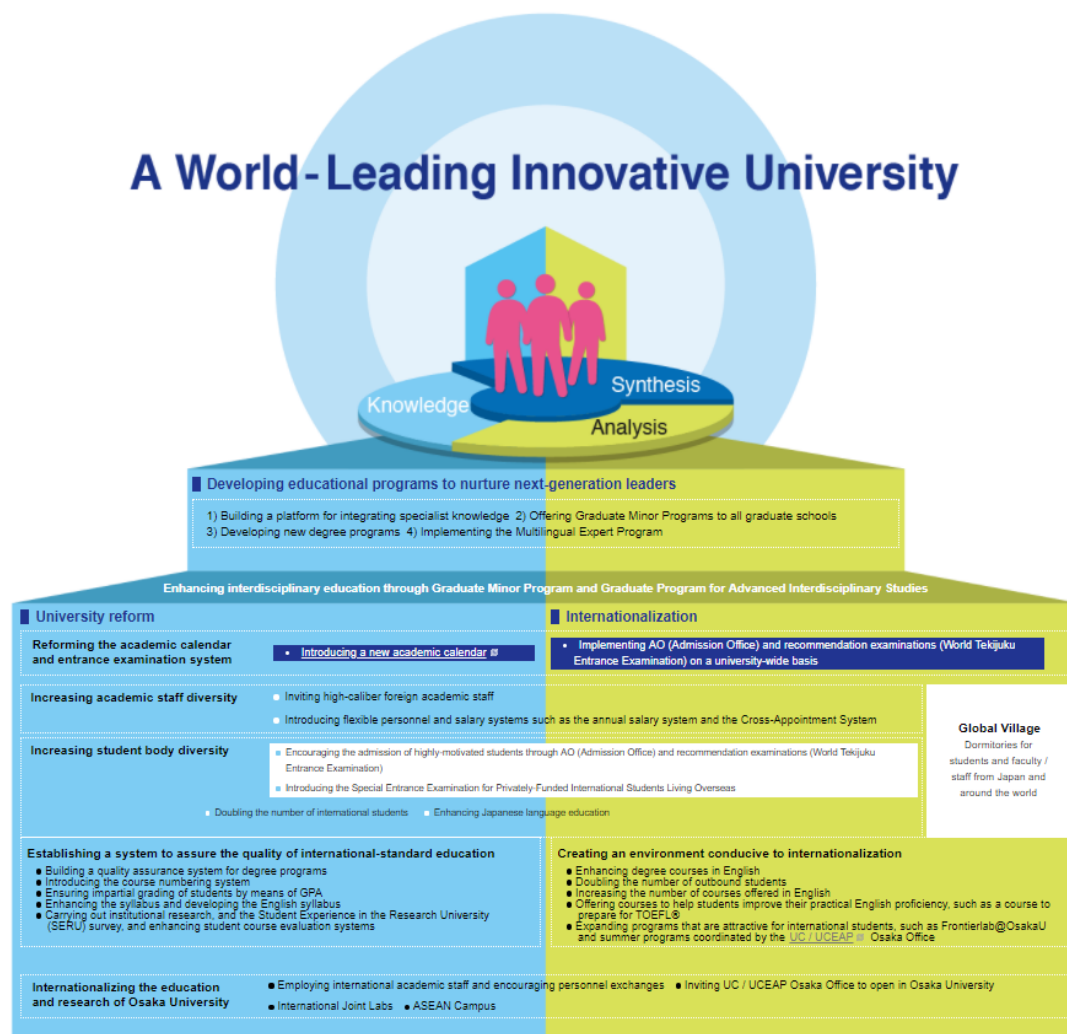 A World-Leading Innovative University
Synthesis
Knowledge
Analysis
Developing educational programs to nurture next-generation leaders
1) Building a platform for integrating specialist knowledge 2) Offering Graduate Minor Programs to all graduate schools
3) Developing new degree programs 4) Implementing the Multilingual Expert Program
Enhancing interdisciplinary education through Graduate Minor Program and Graduate Program for Advanced Interdisciplinary Studies
University reform
Internationalization
Reforming the academic calendar
and entrance examination system
• Introducing a new academic calendar
• Implementing AO (Admission Office) and recommendation examinations (World Tekijuku
Entrance Examination) on a university-wide basis
Increasing academic staff diversity
Inviting high-caliber foreign academic staff
Introducing flexible personnel and salary systems such as the annual salary system and the Cross-Appointment System
Increasing student body diversity
Encouraging the admission of highly-motivated students through AO (Admission Office) and recommendation examinations (World Tekijuku
Entrance Examination)
Introducing the Special Entrance Examination for Privately-Funded International Students Living Overseas
Doubling the number of international students Enhancing Japanese language education
Global Village
Dormitories for
students and faculty /
staff from Japan and
around the world
Establishing a system to assure the quality of international-standard education
● Building a quality assurance system for degree programs
● Introducing the course numbering system
● Ensuring impartial grading of students by means of GPA
● Enhancing the syllabus and developing the English syllabus
● Carrying out institutional research, and the Student Experience in the Research University
(SERU) survey, and enhancing student course evaluation systems
Creating an environment conducive to internationalization
● Enhancing degree courses in English
● Doubling the number of outbound students
● Increasing the number of courses offered in English
● Offering courses to help students improve their practical English proficiency, such as a course to
prepare for TOEFL®
● Expanding programs that are attractive for international students, such as Frontierlab@OsakaU
and summer programs coordinated by the UC / UCEAP Osaka Office
Internationalizing the education
and research of Osaka University
● Employing international academic staff and encouraging personnel exchanges ● Inviting UC / UCEAP Osaka Office to open in Osaka University
● International Joint Labs ● ASEAN Campus